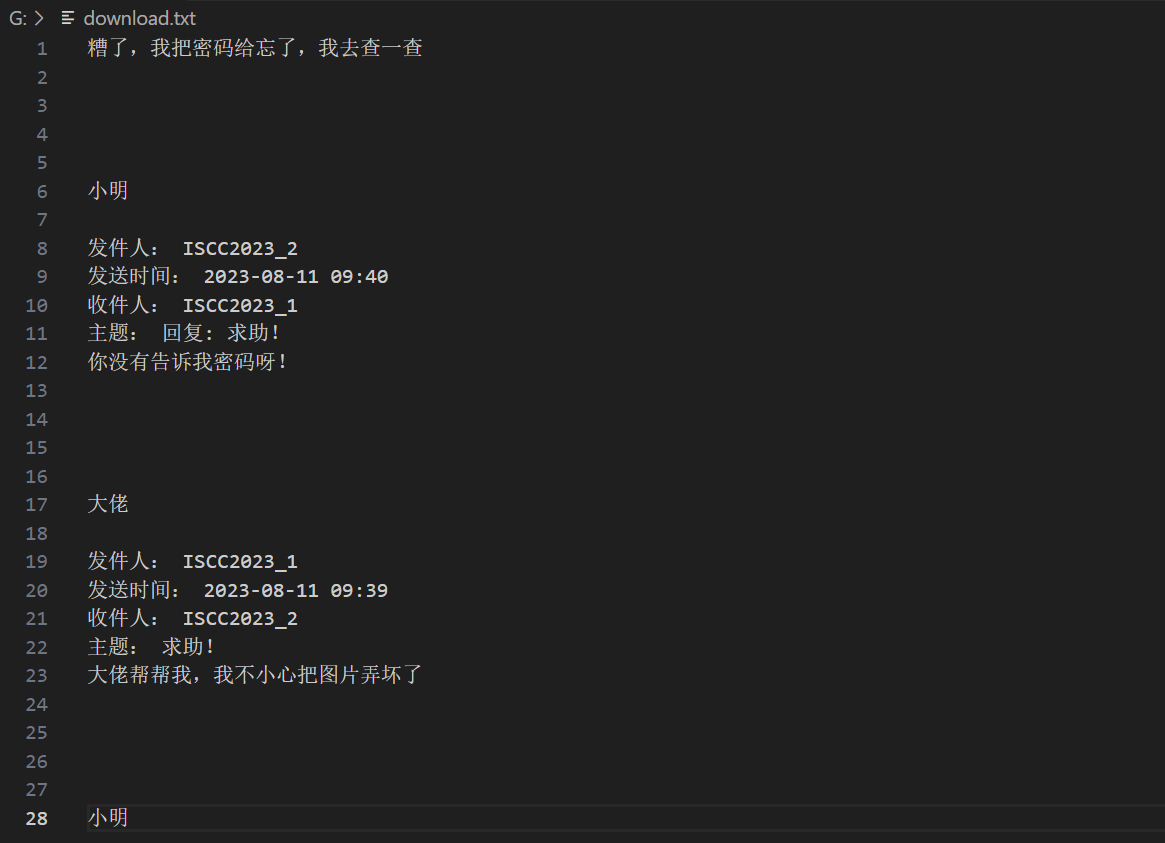 G: > download.txt
1 糟了，我把密码给忘了，我去查一查
2
3
4
5
6 小明
7
8 发件人： ISCC2023_2
9 发送时间： 2023-08-11 09:40
10 收件人： ISCC2023_1
11 主题： 回复: 求助！
12 你没有告诉我密码呀！
13
14
15
16
17 大佬
18
19 发件人： ISCC2023_1
20 发送时间： 2023-08-11 09:39
21 收件人： ISCC2023_2
22 主题： 求助！
23 大佬帮帮我，我不小心把图片弄坏了
24
25
26
27
28 小明